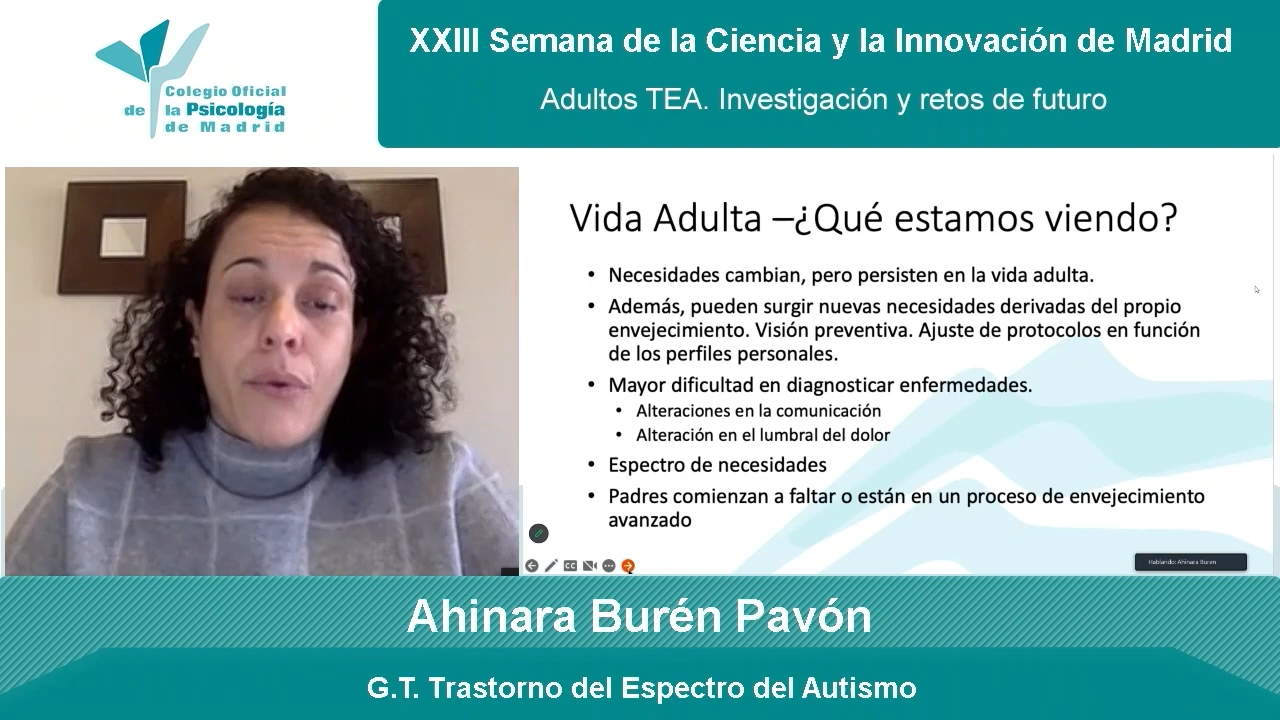 Colegio Oficial
de la Psicología
de Madrid
XXIII Semana de la Ciencia y la Innovación de Madrid
Adultos TEA. Investigación y retos de futuro
Vida Adulta –¿Qué estamos viendo?
• Necesidades cambian, pero persisten en la vida adulta.
• Además, pueden surgir nuevas necesidades derivadas del propio
envejecimiento. Visión preventiva. Ajuste de protocolos en función
de los perfiles personales.
• Mayor dificultad en diagnosticar enfermedades.
• Alteraciones en la comunicación
• Alteración en el lumbral del dolor
• Espectro de necesidades
• Padres comienzan a faltar o están en un proceso de envejecimiento
avanzado
CC
Hablando: Ahinara Buren
Ahinara Burén Pavón
G.T. Trastorno del Espectro del Autismo